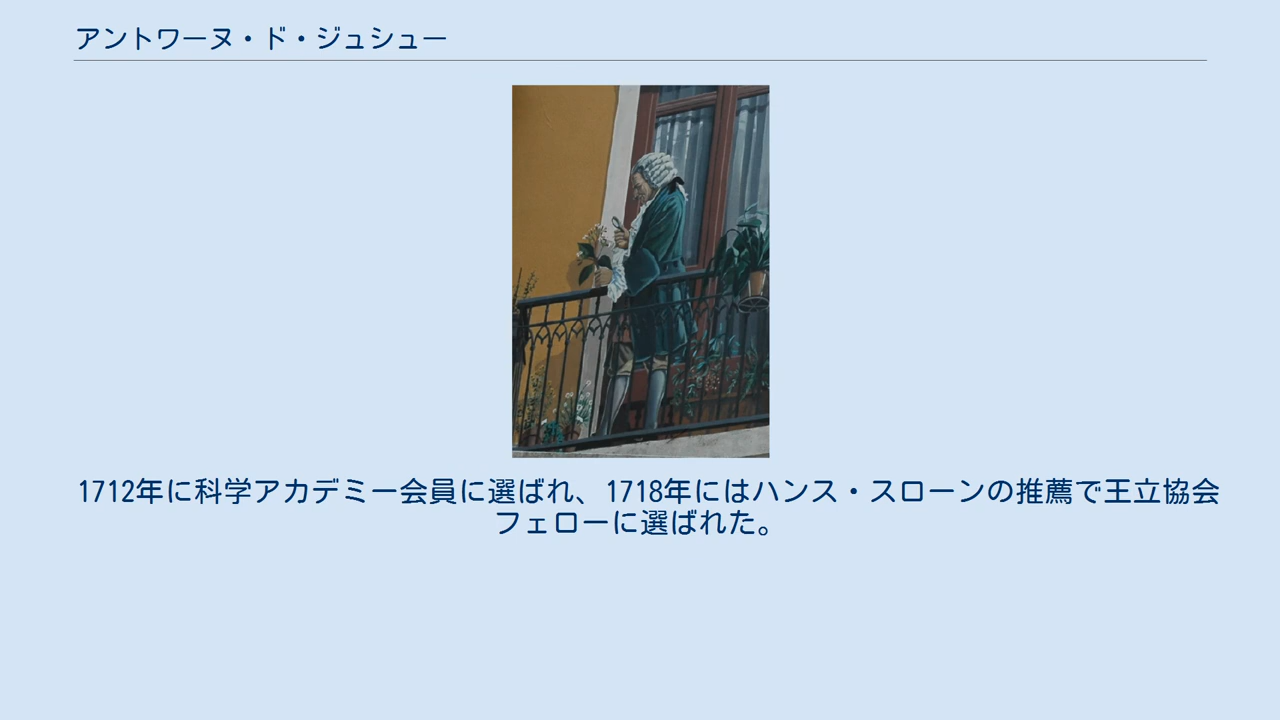 アントワーヌ・ド・ジュシュー
1712年に科学アカデミー会員に選ばれ、1718年にはハンス・スローンの推薦で王立協会
フェローに選ばれた。